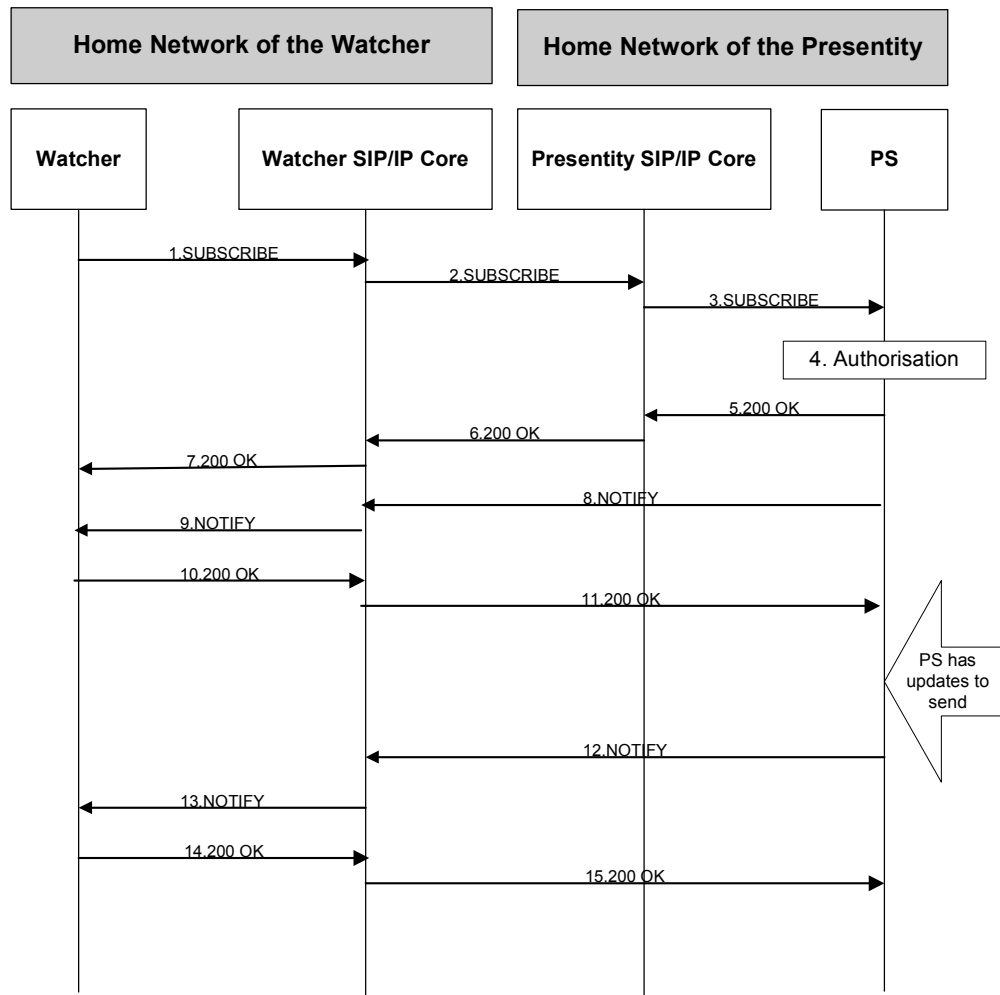 Home Network of the Watcher
Home Network of the Presentity
Watcher
Watcher SIP/IP Core
Presentity SIP/IP Core
PS
1.SUBSCRIBE
2.SUBSCRIBE
3.SUBSCRIBE
4. Authorisation
5.200 OK
6.200 OK
7.200 OK
8.NOTIFY
9.NOTIFY
10.200 OK
11.200 OK
PS has
updates to
send
12.NOTIFY
13.NOTIFY
14.200 OK
15.200 OK